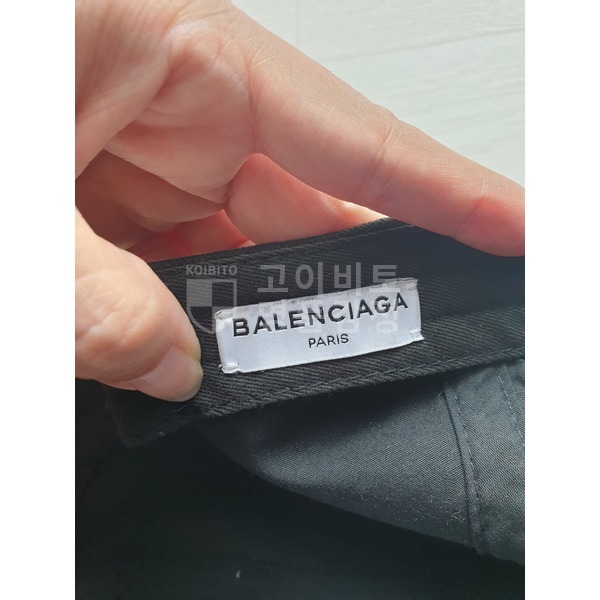 KOIBITO
고이비토
BALENCIAGA
PARIS